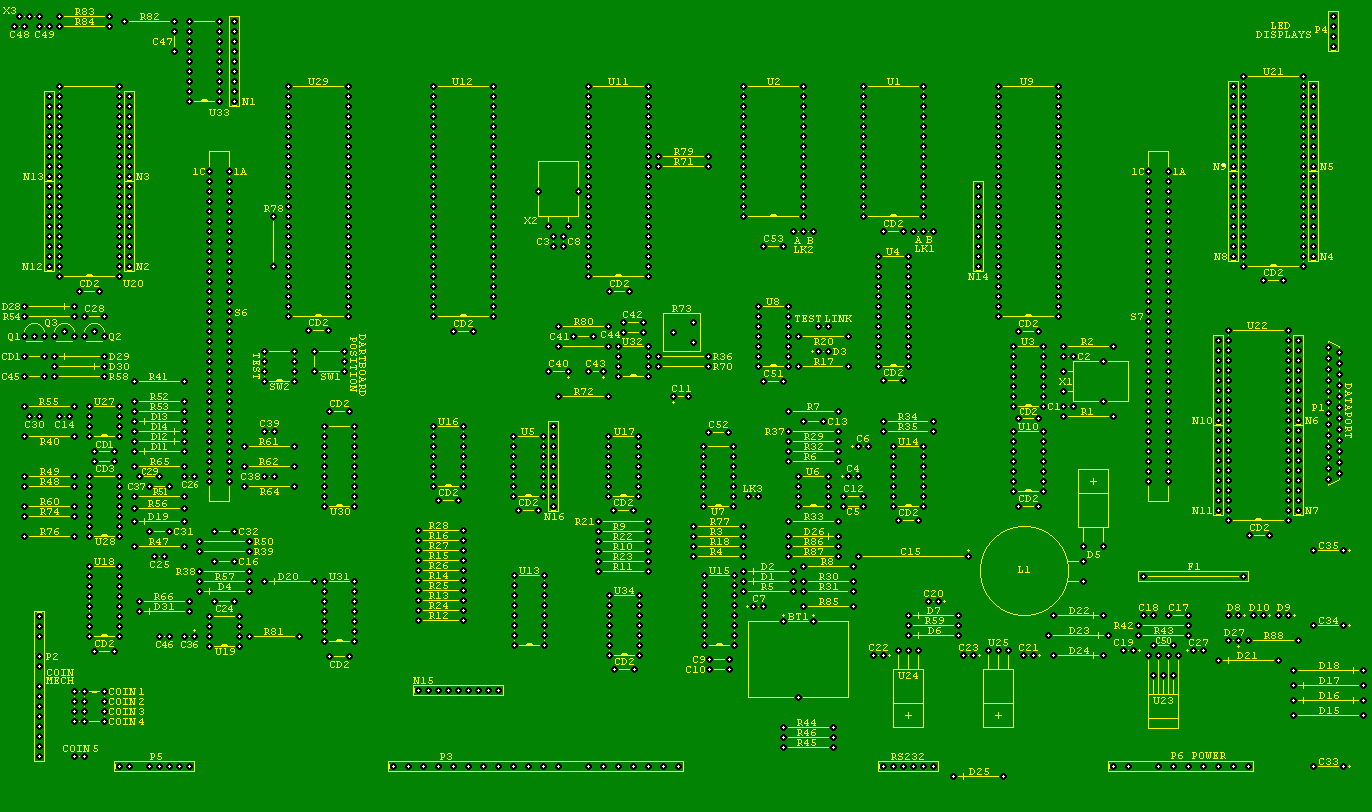 X3 R83 R82
R84
C48 C49 C47
LED P4
DISPLAYS
U33 N1
U29 U12 U11 U2 U1 U9 U21
R79
R71
N13 N3 1C 1A 1C 1A N9 N5
R78
X2
C3 C8 C53 A B CD2 A B
LK2 LK1
U4
N12 N2 N14 N8 N4
CD2 U20 CD2 CD2
D28 C28 S6 U8 S7
R54 Q3 C42 R73 TEST LINK
CD2 CD2 R80 CD2 U22
Q1 Q2 C41 C44 R20 U3
U32 D3 R2
CD1 D29 R36 R17 C2 C2
D30 C40 C43 R70
C45 R58 R41 TEST SW2 SW1 DARTBOARD
POSITION
C51 CD2 X1
R72 C11
R55 U27 R52 CD2 R7 C1 P1 DATAPORT
R53 CD2 R1
C30 C14 D13 C13 R34
D14 C39 U16 U5 U17 C52 R37 R35 U10 N10 N6
R40 D12 R61 R29 C6 U14
CD1 D11 R32
CD3 R65 R62 R6
R49 C29 C26 C38 U6 C4
R48 C37 R51 R64 CD2 LK3 C12
R60 R56 CD2 CD2 CD2
R74 D19 U30 N16 U7 C5 CD2 N11 N7
R76 U28 C31 C32 R28 R21 R9 R77 R33 CD2
R47 R50 R16 R22 R3 D26 D5
R39 R27 R10 R18 R86
C25 C16 R15 R23 R4 R87 C15 C35
U18 R38 R57 D20 U31 R26 U13 R11 U15 D2 R8 L1 F1
D4 R14 D1 R30
R25 U34 R5 R31
R66 C24 R13 C7 R85 C20
D31 R24 D7 D22 C18 C17 D8 D10 D9
R12 BT1 R59 R42 C34
CD2 C46 C36 U19 R81 D6 U25 D23 R43 D27 R88
P2 CD2 CD2 C9 C22 C23 C21 D24 C19 C50 C27 D21
COIN C10 U24 D18
MECH N15 D17
COIN 1 U23 D16
COIN 2
COIN 3 D15
COIN 4 R44
R46
COIN 5 R45
P5 P3 RS232 D25 P6 POWER C33